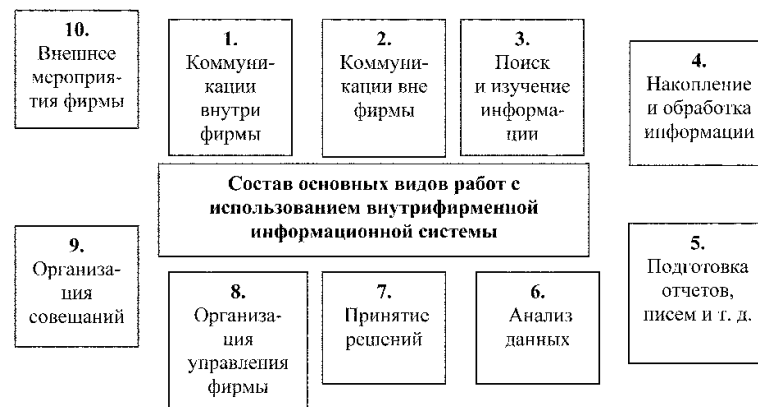 10.
Внешнее
мероприя-
тия фирмы
1.
Коммуни-
кации
внутри
фирмы
2.
Коммуни-
кации вне
фирмы
3.
Поиск
и изучение
информа-
ции
4.
Накопление
и обработка
информации
Состав основных видов работ с
использованием внутрифирменной
информационной системы
9.
Организа-
ция
совещаний
8.
Организа-
ция
управления
фирмы
7.
Принятие
решений
6.
Анализ
данных
5.
Подготовка
отчетов,
писем и т. д.